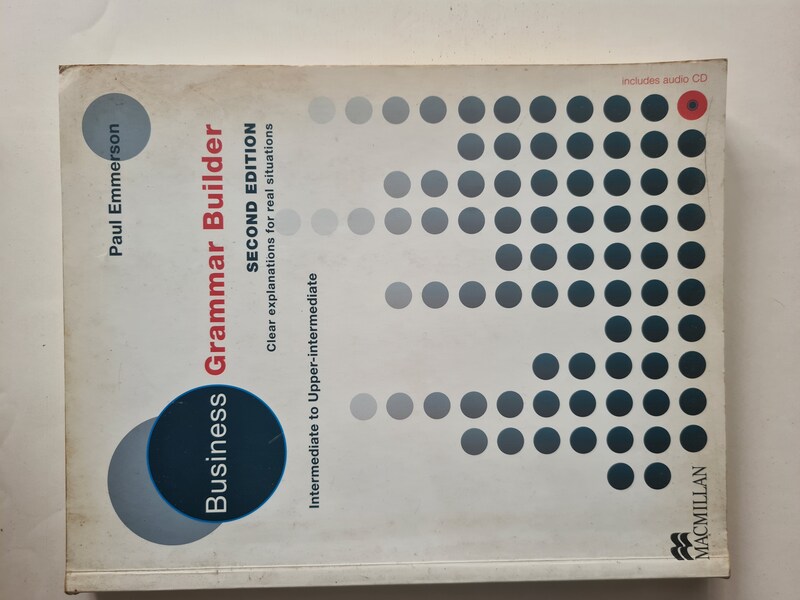 Paul Emmerson
Business Grammar Builder
SECOND EDITION
Clear explanations for real situations
Intermediate to Upper-intermediate
includes audio CD
MACMILLAN